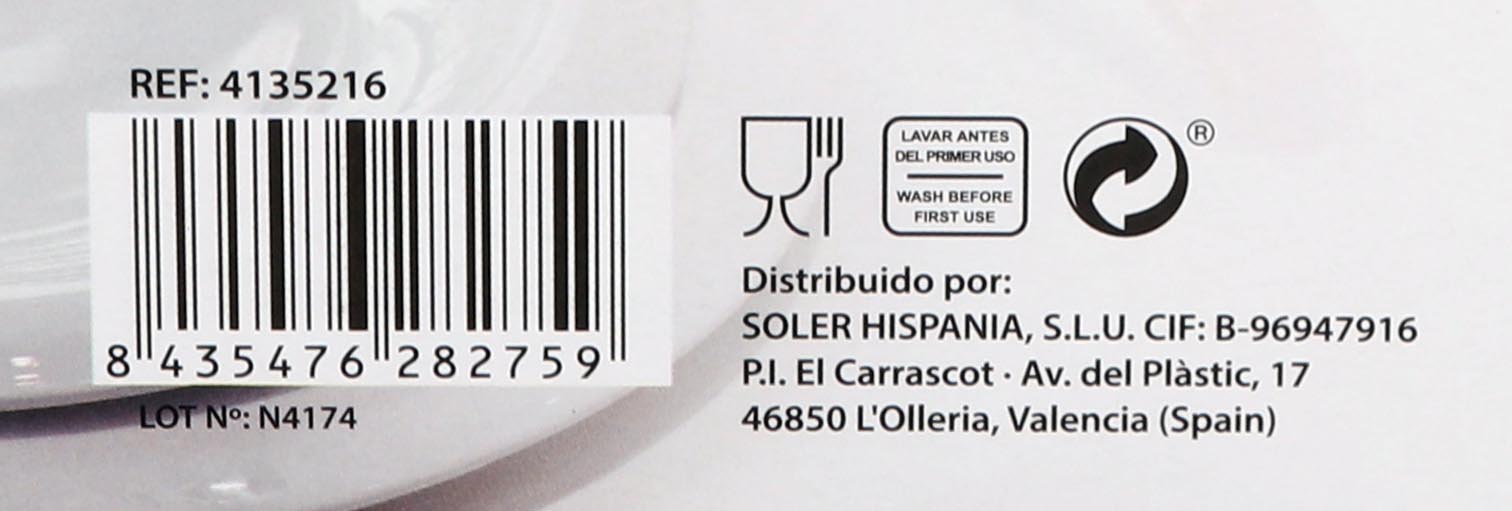 REF: 4135216
8 435476 282759
LOT Nº: N4174
LAVAR ANTES
DEL PRIMER USO
WASH BEFORE
FIRST USE
®
Distribuido por:
SOLER HISPANIA, S.L.U. CIF: B-96947916
P.I. El Carrascot · Av. del Plàstic, 17
46850 L'Olleria, Valencia (Spain)